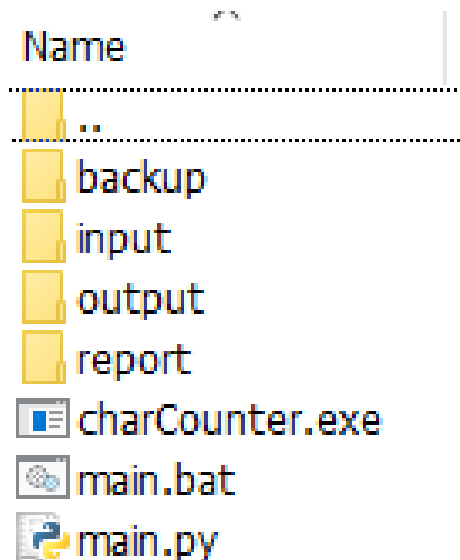 Name
..
backup
input
output
report
charCounter.exe
main.bat
main.py